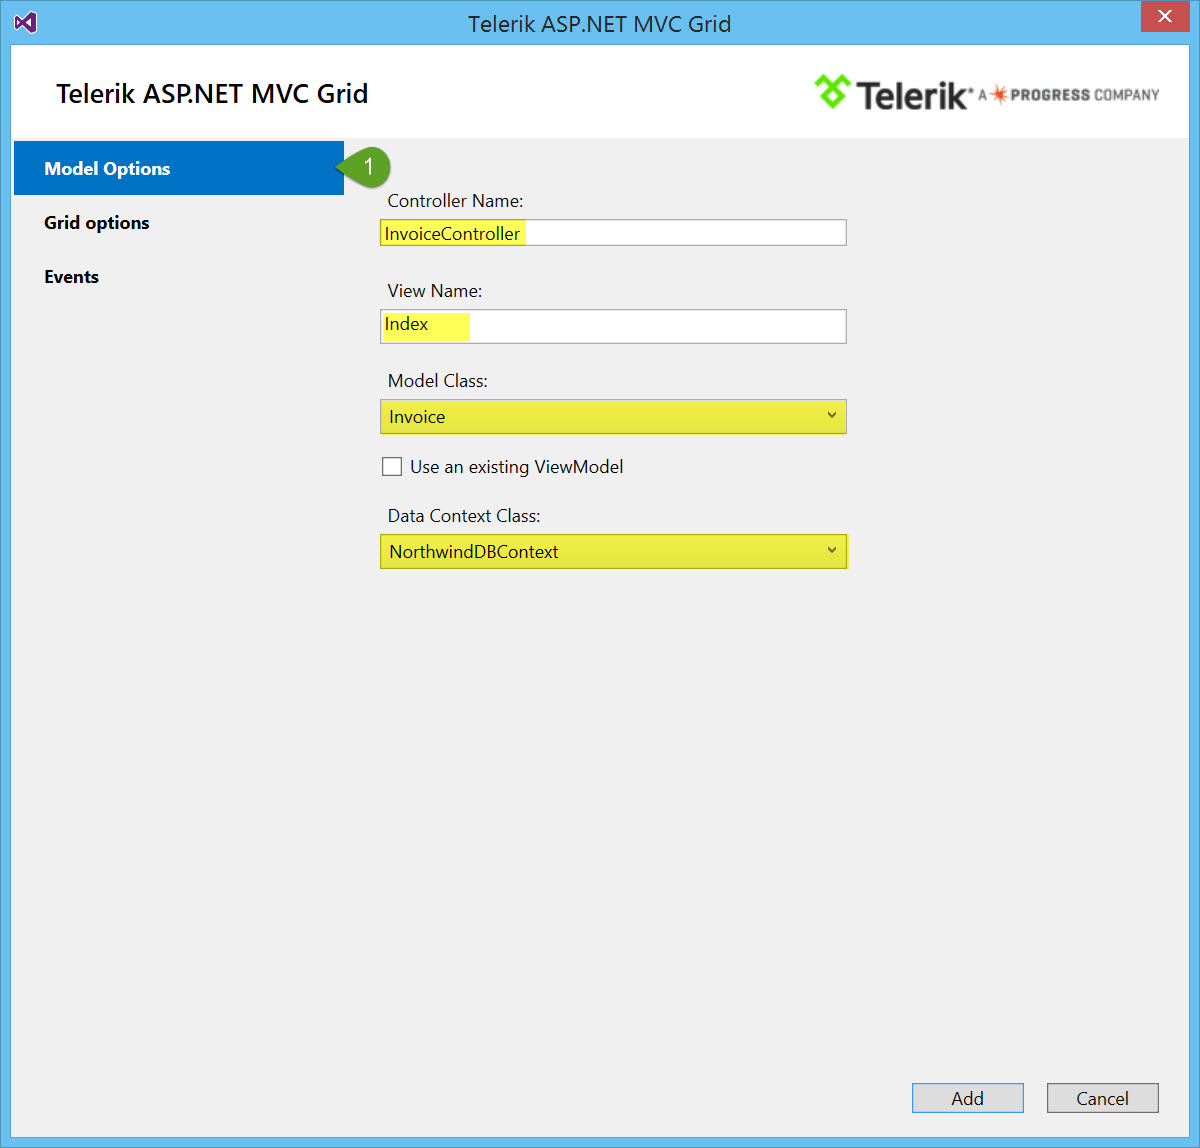 Telerik ASP.NET MVC Grid
Telerik ASP.NET MVC Grid
Telerik A PROGRESS COMPANY
Model Options
1
Grid options
Events
Controller Name:
InvoiceController
View Name:
Index
Model Class:
Invoice
Use an existing ViewModel
Data Context Class:
NorthwindDBContext
Add
Cancel